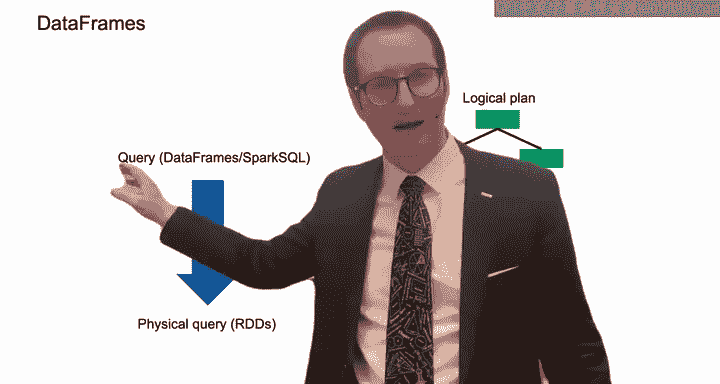 DataFrames
Logical plan
Query (DataFrames/SparkSQL)
Physical query (RDDs)